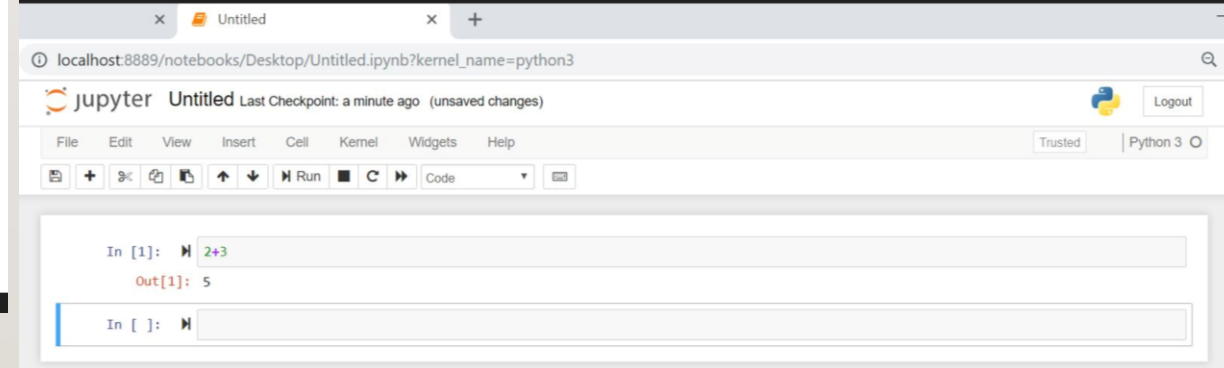 Untitled
localhost:8889/notebooks/Desktop/Untitled.ipynb?kernel_name=python3
jupyter Untitled Last Checkpoint: a minute ago (unsaved changes)
Logout
File Edit View Insert Cell Kernel Widgets Help
Trusted Python 3
Run Code
In [1]: 2+3
Out[1]: 5
In [ ]: